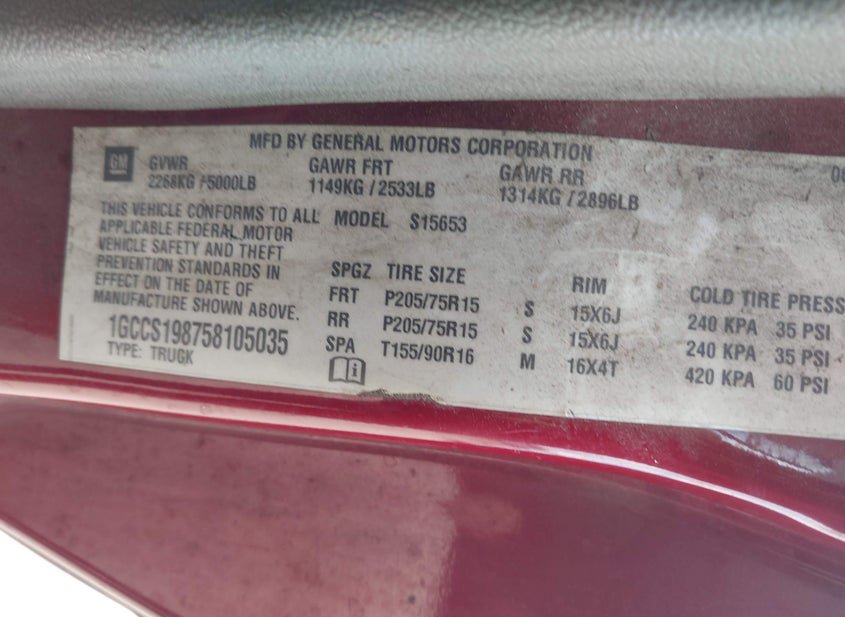 MFD BY GENERAL MOTORS CORPORATION
GM
GVWR GAWR FRT GAWR RR
2268KG / 5000LB 1149KG / 2533LB 1314KG / 2896LB
THIS VEHICLE CONFORMS TO ALL
APPLICABLE FEDERAL MOTOR
VEHICLE SAFETY AND THEFT
PREVENTION STANDARDS IN
EFFECT ON THE DATE OF
MANUFACTURE SHOWN ABOVE.
1GCCS198758105035
TYPE: TRUCK
MODEL S15653
SPGZ TIRE SIZE RIM COLD TIRE PRESS
FRT P205/75R15 S 15X6J 240 KPA 35 PSI
RR P205/75R15 S 15X6J 240 KPA 35 PSI
SPA T155/90R16 M 16X4T 420 KPA 60 PSI